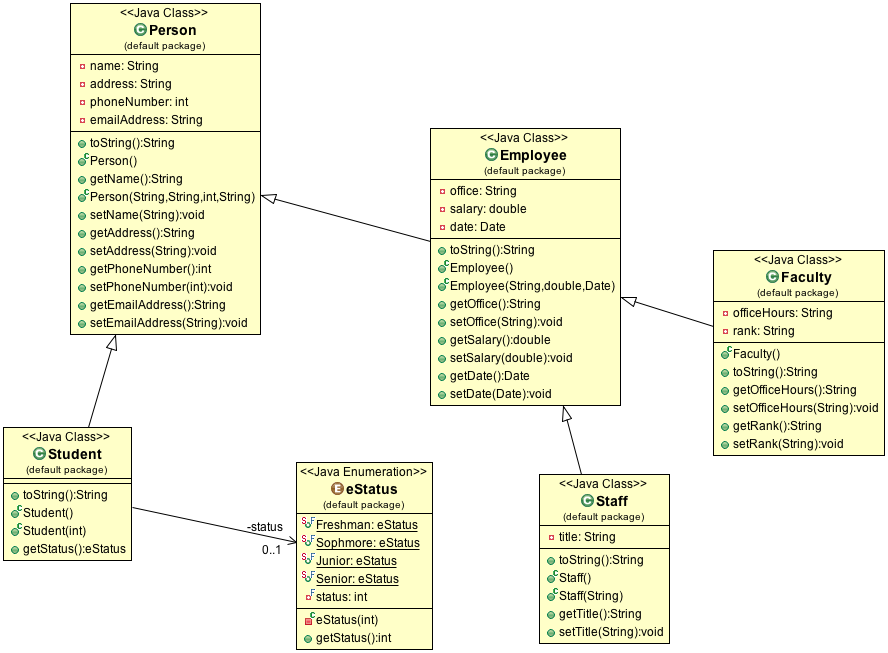 <<Java Class>>
Person
(default package)
name: String
address: String
phoneNumber: int
emailAddress: String
toString():String
Person()
getName():String
Person(String,String,int,String)
setName(String):void
getAddress():String
setAddress(String):void
getPhoneNumber():int
setPhoneNumber(int):void
getEmailAddress():String
setEmailAddress(String):void
<<Java Class>>
Employee
(default package)
office: String
salary: double
date: Date
toString():String
Employee()
Employee(String,double,Date)
getOffice():String
setOffice(String):void
getSalary():double
setSalary(double):void
getDate():Date
setDate(Date):void
<<Java Class>>
Faculty
(default package)
officeHours: String
rank: String
Faculty()
toString():String
getOfficeHours():String
setOfficeHours(String):void
getRank():String
setRank(String):void
<<Java Class>>
Student
(default package)
toString():String
Student()
Student(int)
getStatus():eStatus
-status
0..1
<<Java Enumeration>>
eStatus
(default package)
Freshman: eStatus
Sophmore: eStatus
Junior: eStatus
Senior: eStatus
status: int
eStatus(int)
getStatus():int
<<Java Class>>
Staff
(default package)
title: String
toString():String
Staff()
Staff(String)
getTitle():String
setTitle(String):void